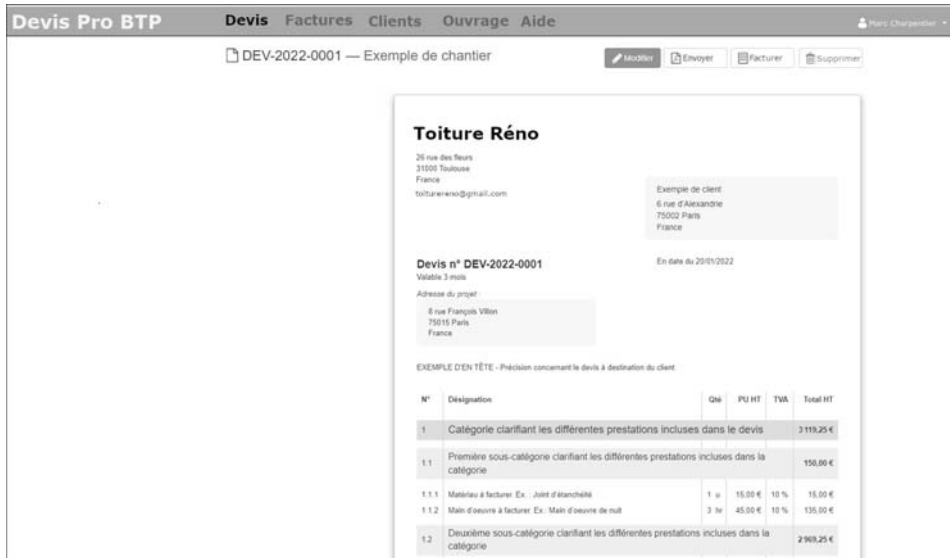 Devis Pro BTP
Devis Factures Clients Ouvrage Aide
Marc Charpentier
DEV-2022-0001 — Exemple de chantier
Modifier Envoyer Facturer Supprimer
Toiture Réno
26 rue des fleurs
31000 Toulouse
France
toiturereno@gmail.com
Exemple de client
6 rue d'Alexandrie
75002 Paris
France
Devis n° DEV-2022-0001
En date du 20/01/2022
Valable 3 mois
Adresse du projet :
8 rue François Villon
75015 Paris
France
EXEMPLE D'EN TÊTE - Précision concernant le devis à destination du client
N° Désignation Qté PU HT TVA Total HT
1 Catégorie clarifiant les différentes prestations incluses dans le devis 3 119,25 €
1.1 Première sous-catégorie clarifiant les différentes prestations incluses dans la
catégorie 150,00 €
1.1.1 Matériau à facturer. Ex. : Joint d'étanchéité 1 u 15,00 € 10 % 15,00 €
1.1.2 Main d'oeuvre à facturer. Ex.: Main d'oeuvre de nuit 3 hr 45,00 € 10 % 135,00 €
1.2 Deuxième sous-catégorie clarifiant les différentes prestations incluses dans la
catégorie 2 969,25 €